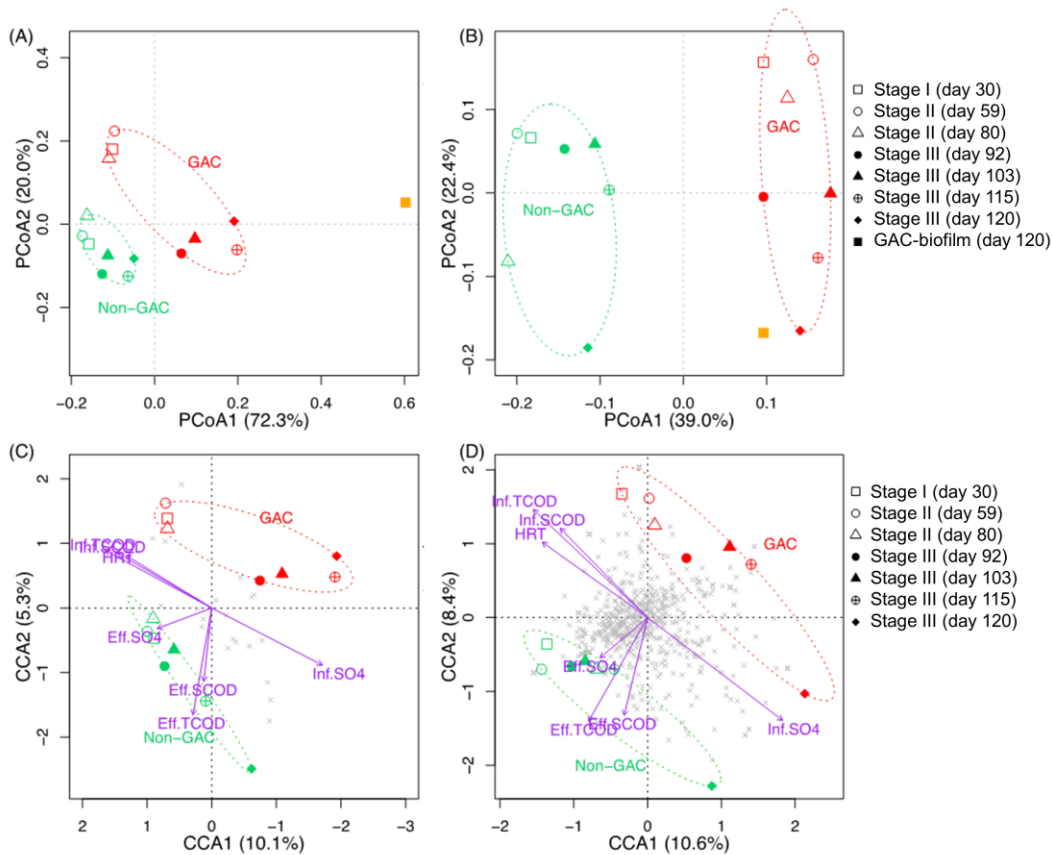 (A)
0.4
0.2
0.0
−0.2
PCoA2 (20.0%)
GAC
Non−GAC
−0.2
0.0
0.2
0.4
0.6
PCoA1 (72.3%)
(B)
0.1
0.0
−0.1
−0.2
PCoA2 (22.4%)
GAC
Non−GAC
−0.2
−0.1
0.0
0.1
PCoA1 (39.0%)
Stage I (day 30)
Stage II (day 59)
Stage II (day 80)
Stage III (day 92)
Stage III (day 103)
Stage III (day 115)
Stage III (day 120)
GAC-biofilm (day 120)
(C)
2
1
0
−1
−2
CCA2 (5.3%)
GAC
Inf.TCOD
Inf.SCOD
HRT
Eff.SO4
Inf.SO4
Eff.SCOD
Eff.TCOD
Non−GAC
2
1
0
−1
−2
−3
CCA1 (10.1%)
(D)
2
1
0
−1
−2
CCA2 (8.4%)
Inf.TCOD
Inf.SCOD
HRT
GAC
Eff.SO4
Eff.SCOD
Eff.TCOD
Inf.SO4
Non−GAC
−2
−1
0
1
2
CCA1 (10.6%)
Stage I (day 30)
Stage II (day 59)
Stage II (day 80)
Stage III (day 92)
Stage III (day 103)
Stage III (day 115)
Stage III (day 120)